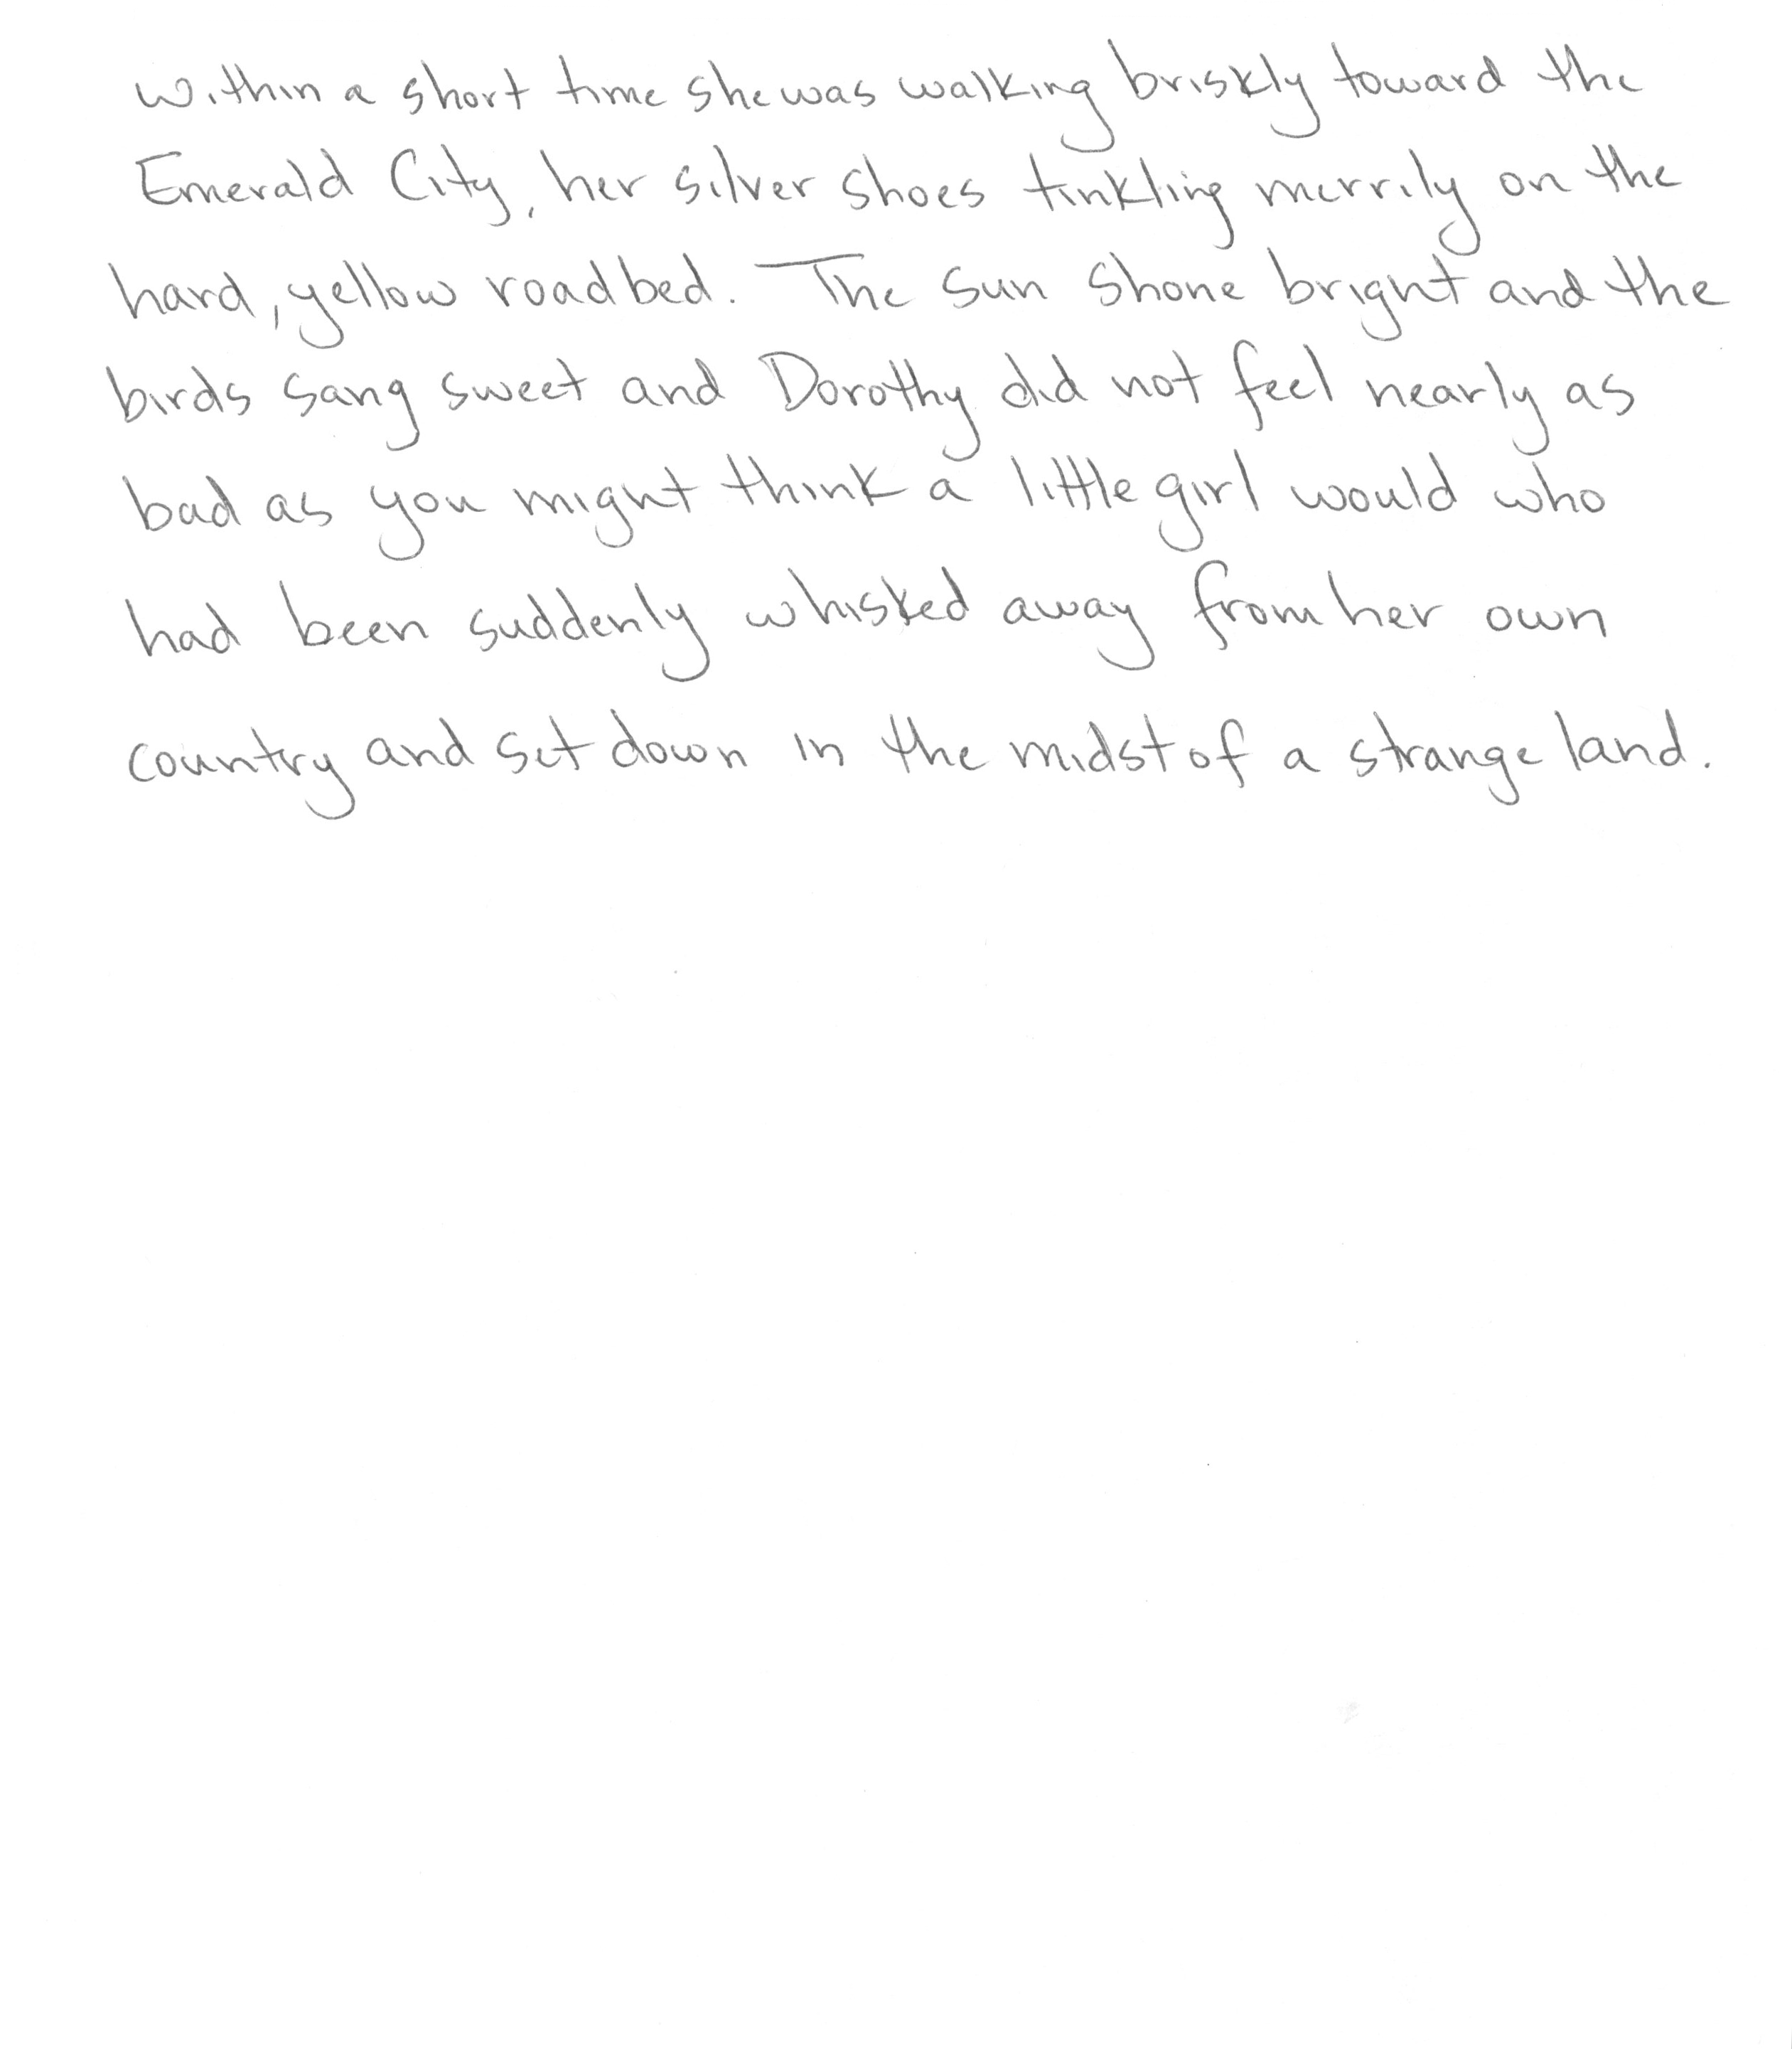 Within a short time she was walking briskly toward the
Emerald City, her silver shoes tinkling merrily on the
hard, yellow roadbed. The sun shone bright and the
birds sang sweet and Dorothy did not feel nearly as
bad as you might think a little girl would who
had been suddenly whisked away from her own
country and set down in the midst of a strange land.